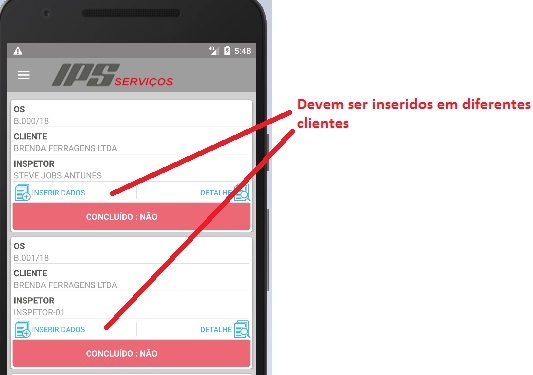 5:48
IPS SERVIÇOS
OS
B.000/18
CLIENTE
BRENDA FERRAGENS LTDA
INSPETOR
STEVE JOBS ANTUNES
INSERIR DADOS DETALHE
CONCLUÍDO : NÃO
OS
B.001/18
CLIENTE
BRENDA FERRAGENS LTDA
INSPETOR
INSPETOR-01
INSERIR DADOS DETALHE
CONCLUÍDO : NÃO
Devem ser inseridos em diferentes
clientes